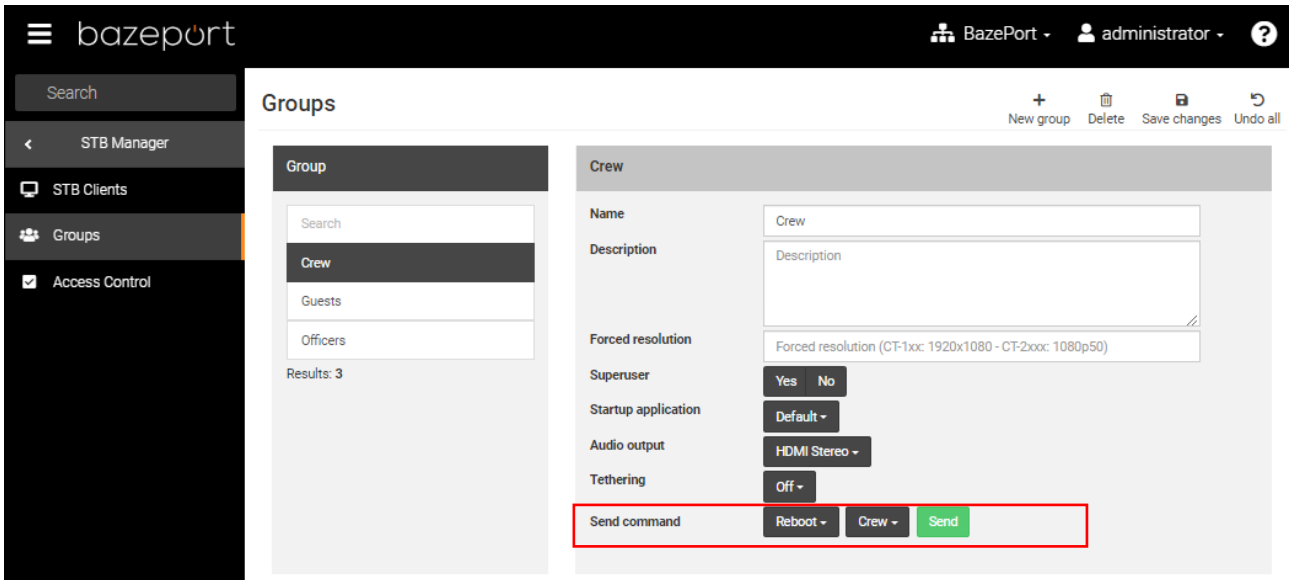 bazeport
BazePort
administrator
?
Search
STB Manager
STB Clients
Groups
Access Control
Groups
New group
Delete
Save changes
Undo all
Group
Search
Crew
Guests
Officers
Results: 3
Crew
Name
Crew
Description
Description
Forced resolution
Forced resolution (CT-1xx: 1920x1080 - CT-2xxx: 1080p50)
Superuser
Yes No
Startup application
Default
Audio output
HDMI Stereo
Tethering
Off
Send command
Reboot Crew Send